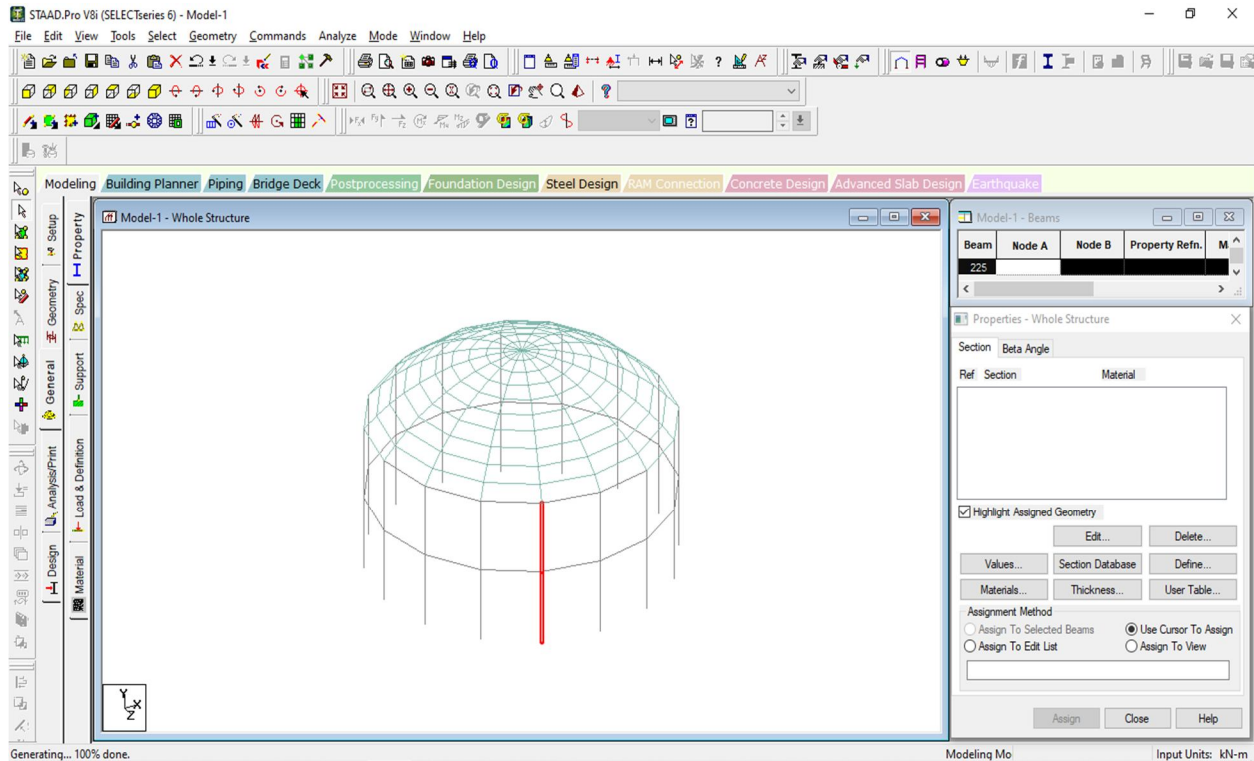 STAAD.Pro V8i (SELECTseries 6) - Model-1
File Edit View Tools Select Geometry Commands Analyze Mode Window Help
Modeling Building Planner Piping Bridge Deck Postprocessing Foundation Design Steel Design RAM Connection Concrete Design Advanced Slab Design Earthquake
Setup
Geometry
General
Analysis/Print
Design
Property
Spec
Support
Load & Definition
Material
Model-1 - Whole Structure
Y
X
Z
Model-1 - Beams
Beam Node A Node B Property Refn. M
225
Properties - Whole Structure
Section Beta Angle
Ref Section Material
Highlight Assigned Geometry
Edit... Delete...
Values... Section Database Define...
Materials... Thickness... User Table...
Assignment Method
Assign To Selected Beams Use Cursor To Assign
Assign To Edit List Assign To View
Assign Close Help
Generating... 100% done. Modeling Mo Input Units: kN-m